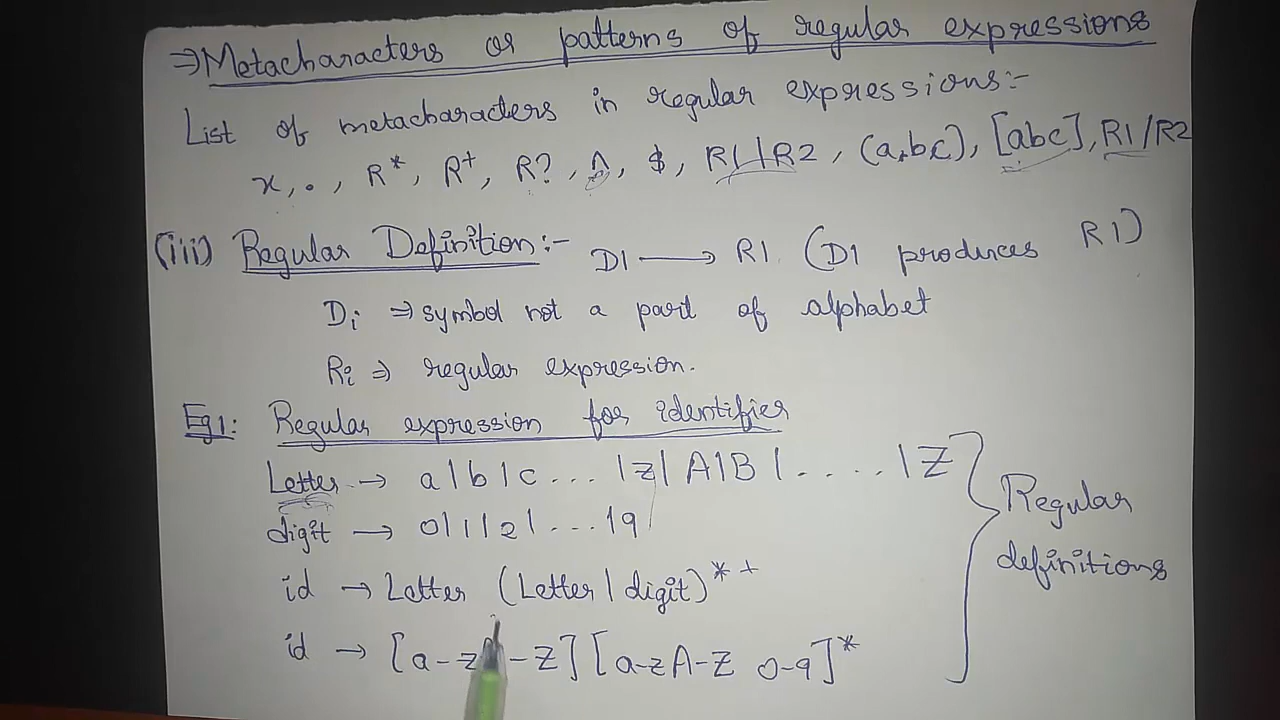 ⇒Metacharacters or patterns of regular expressions
List of metacharacters in regular expressions:-
x, ., R*, R+, R?, ^, $, R1/R2, (a,bc), [abc], R1/R2
(iii) Regular Definition:- D1 → R1 (D1 produces R1)
Di ⇒ symbol not a part of alphabet
Ri ⇒ regular expression.
Eg1: Regular expression for identifier
Letter → a|b|c...|z|A|B|.....|Z
digit → 0|1|2|...|9
id → Letter (Letter|digit)*+
id → [a-z -Z][a-zA-Z 0-9]*
Regular
definitions